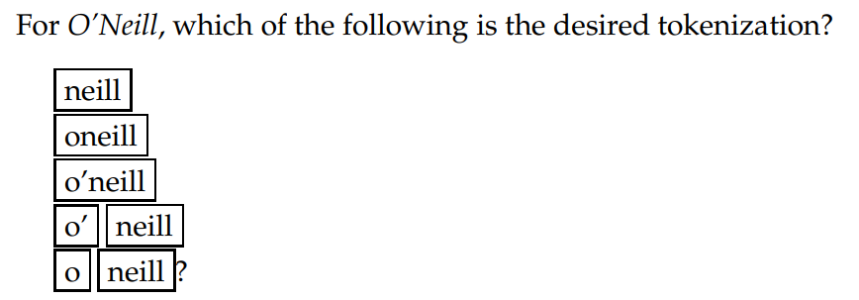 For O’Neill, which of the following is the desired tokenization?
neill
oneill
o’neill
o’ neill
o neill ?